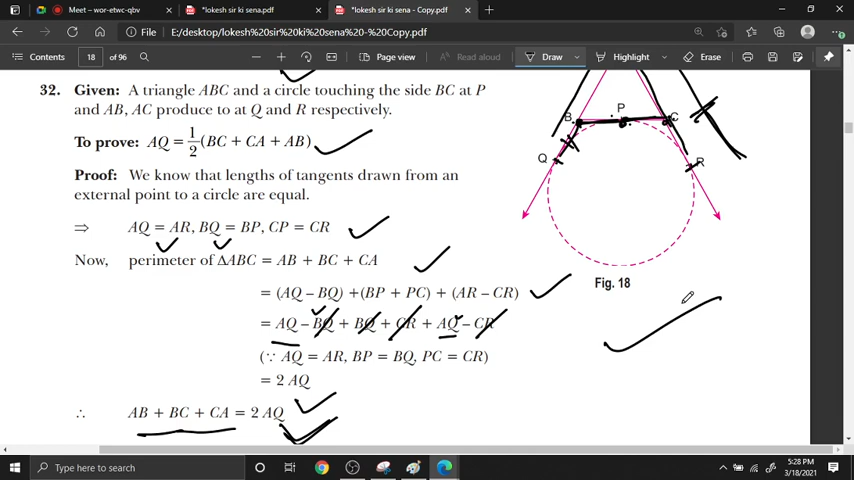 Meet – wor-etwc-qbv
*lokesh sir ki sena.pdf
*lokesh sir ki sena - Copy.pdf
File
E:/desktop/lokesh%20sir%20ki%20sena%20-%20Copy.pdf
Contents
18
of 96
Page view
Read aloud
Draw
Highlight
Erase
32. Given: A triangle ABC and a circle touching the side BC at P
and AB, AC produce to at Q and R respectively.
To prove: AQ = 1/2 (BC + CA + AB)
Proof: We know that lengths of tangents drawn from an
external point to a circle are equal.
⇒ AQ = AR, BQ = BP, CP = CR
Now, perimeter of ΔABC = AB + BC + CA
= (AQ – BQ) + (BP + PC) + (AR – CR)
= AQ – BQ + BQ + CR + AQ – CR
(∵ AQ = AR, BP = BQ, PC = CR)
= 2 AQ
∴ AB + BC + CA = 2 AQ
P
B
C
Q
R
Fig. 18
Type here to search
5:28 PM
3/18/2021